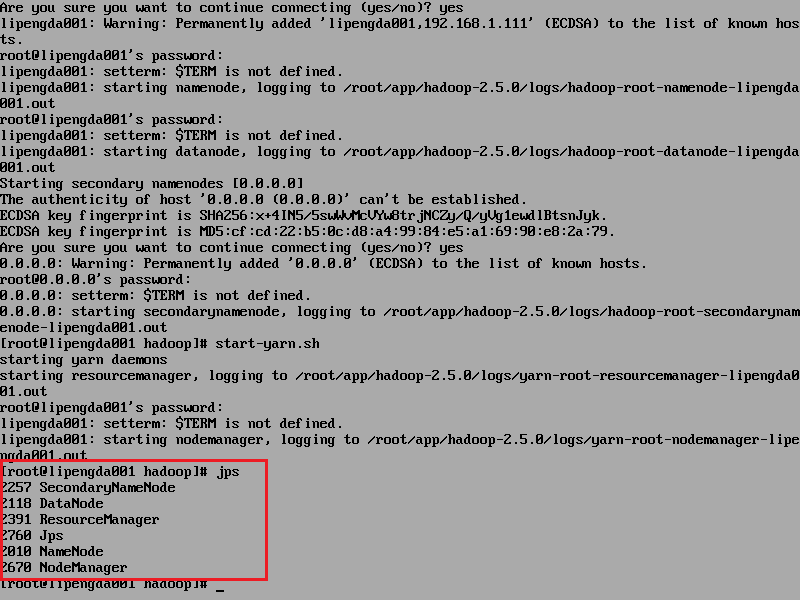 Are you sure you want to continue connecting (yes/no)? yes
lipengda001: Warning: Permanently added 'lipengda001,192.168.1.111' (ECDSA) to the list of known hos
ts.
root@lipengda001's password:
lipengda001: setterm: $TERM is not defined.
lipengda001: starting namenode, logging to /root/app/hadoop-2.5.0/logs/hadoop-root-namenode-lipengda
001.out
root@lipengda001's password:
lipengda001: setterm: $TERM is not defined.
lipengda001: starting datanode, logging to /root/app/hadoop-2.5.0/logs/hadoop-root-datanode-lipengda
001.out
Starting secondary namenodes [0.0.0.0]
The authenticity of host '0.0.0.0 (0.0.0.0)' can't be established.
ECDSA key fingerprint is SHA256:x+4IN5/5swWvMcVYw8trjNCZy/Q/yVg1ewdlBtsnJyk.
ECDSA key fingerprint is MD5:cf:cd:22:b5:0c:d8:a4:99:84:e5:a1:69:90:e8:2a:79.
Are you sure you want to continue connecting (yes/no)? yes
0.0.0.0: Warning: Permanently added '0.0.0.0' (ECDSA) to the list of known hosts.
root@0.0.0.0's password:
0.0.0.0: setterm: $TERM is not defined.
0.0.0.0: starting secondarynamenode, logging to /root/app/hadoop-2.5.0/logs/hadoop-root-secondarynam
enode-lipengda001.out
[root@lipengda001 hadoop]# start-yarn.sh
starting yarn daemons
starting resourcemanager, logging to /root/app/hadoop-2.5.0/logs/yarn-root-resourcemanager-lipengda0
01.out
root@lipengda001's password:
lipengda001: setterm: $TERM is not defined.
lipengda001: starting nodemanager, logging to /root/app/hadoop-2.5.0/logs/yarn-root-nodemanager-lipe
ngda001.out
[root@lipengda001 hadoop]# jps
2257 SecondaryNameNode
2118 DataNode
2391 ResourceManager
2760 Jps
2010 NameNode
2670 NodeManager
[root@lipengda001 hadoop]# _